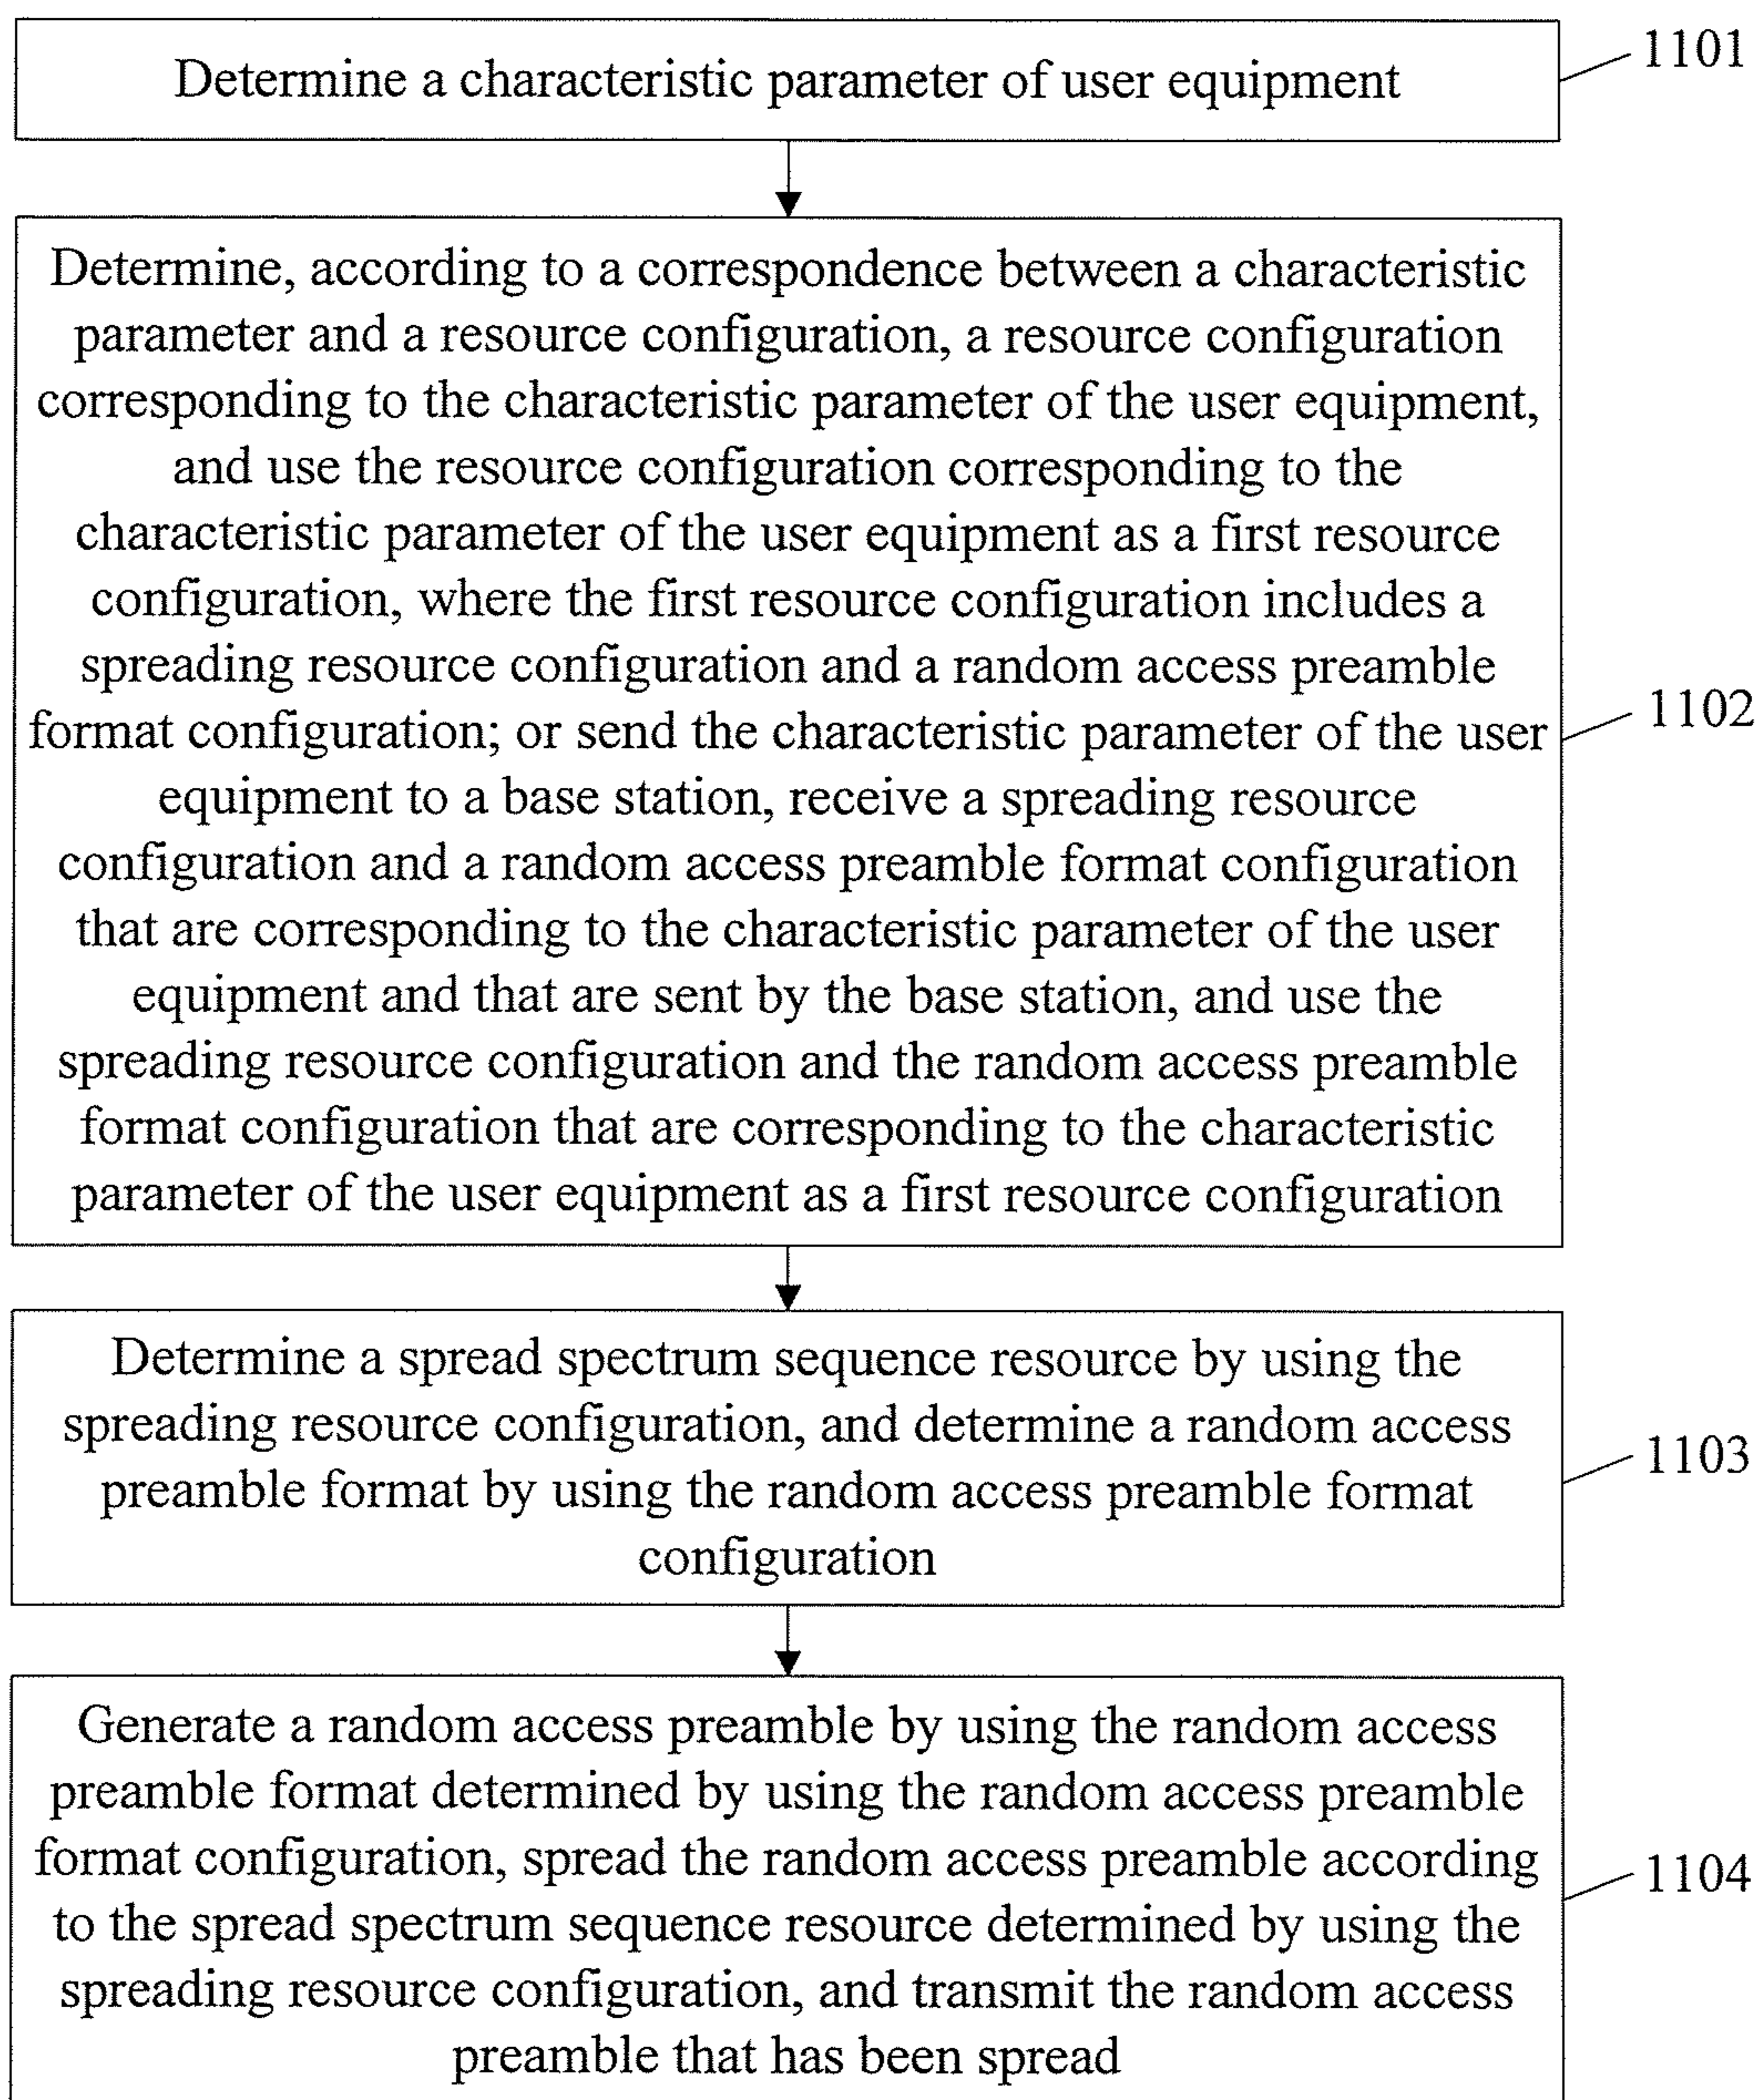 Determine a characteristic parameter of user equipment
1101
Determine, according to a correspondence between a characteristic
parameter and a resource configuration, a resource configuration
corresponding to the characteristic parameter of the user equipment,
and use the resource configuration corresponding to the
characteristic parameter of the user equipment as a first resource
configuration, where the first resource configuration includes a
spreading resource configuration and a random access preamble
format configuration; or send the characteristic parameter of the user
equipment to a base station, receive a spreading resource
configuration and a random access preamble format configuration
that are corresponding to the characteristic parameter of the user
equipment and that are sent by the base station, and use the
spreading resource configuration and the random access preamble
format configuration that are corresponding to the characteristic
parameter of the user equipment as a first resource configuration
1102
Determine a spread spectrum sequence resource by using the
spreading resource configuration, and determine a random access
preamble format by using the random access preamble format
configuration
1103
Generate a random access preamble by using the random access
preamble format determined by using the random access preamble
format configuration, spread the random access preamble according
to the spread spectrum sequence resource determined by using the
spreading resource configuration, and transmit the random access
preamble that has been spread
1104